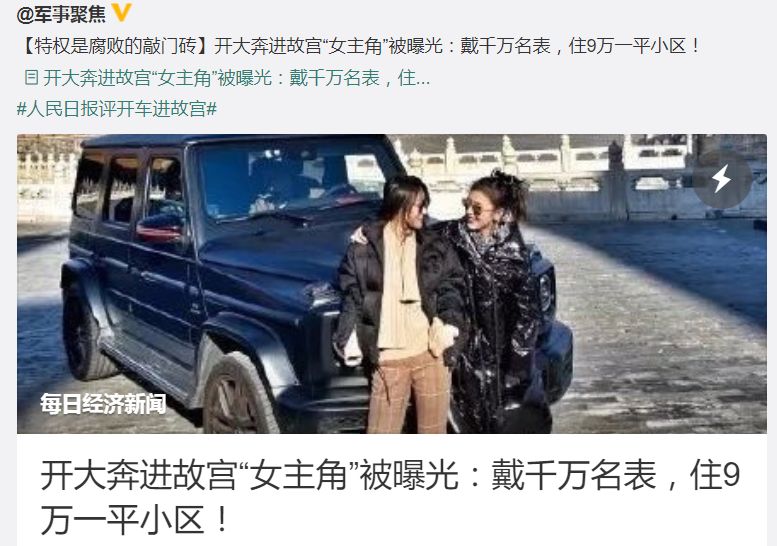 @军事聚焦
【特权是腐败的敲门砖】开大奔进故宫“女主角”被曝光：戴千万名表，住9万一平小区！
开大奔进故宫“女主角”被曝光：戴千万名表，住...
#人民日报评开车进故宫#
每日经济新闻
开大奔进故宫“女主角”被曝光：戴千万名表，住9
万一平小区！